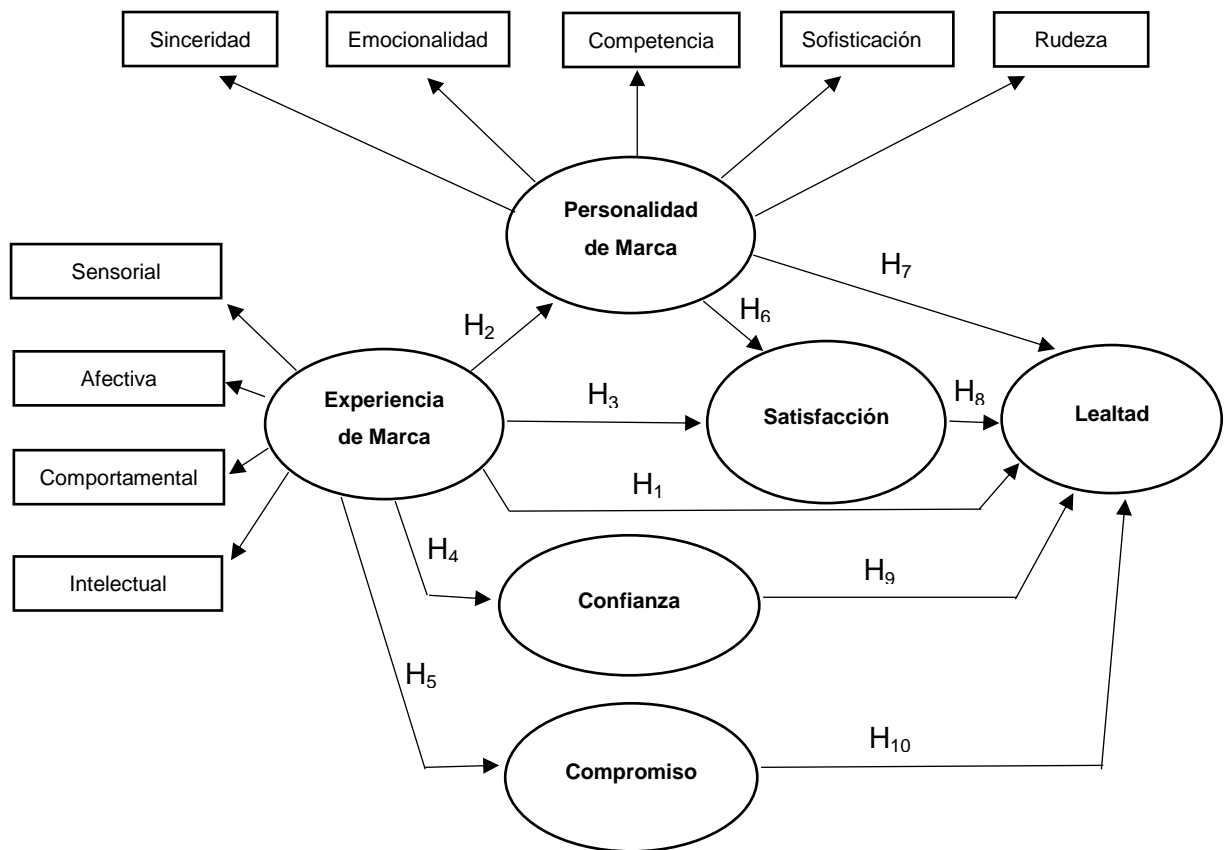 Sinceridad
Emocionalidad
Competencia
Sofisticación
Rudeza
Personalidad
de Marca
Sensorial
H7
H6
H2
Afectiva
Experiencia
de Marca
H3
Satisfacción
H8
Lealtad
Comportamental
H1
Intelectual
H4
Confianza
H9
H5
Compromiso
H10